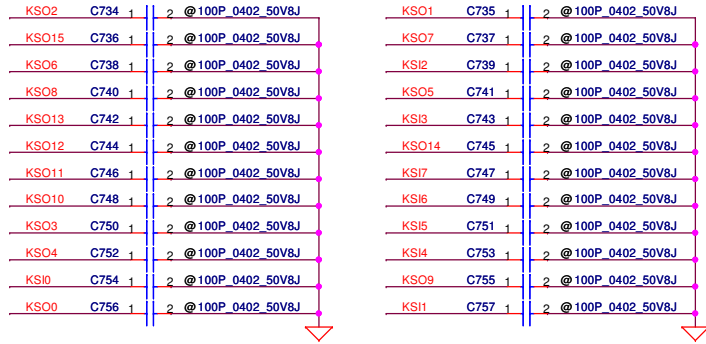 KSO2 C734 1 2 @100P_0402_50V8J KSO1 C735 1 2 @100P_0402_50V8J
KSO15 C736 1 2 @100P_0402_50V8J KSO7 C737 1 2 @100P_0402_50V8J
KSO6 C738 1 2 @100P_0402_50V8J KSI2 C739 1 2 @100P_0402_50V8J
KSO8 C740 1 2 @100P_0402_50V8J KSO5 C741 1 2 @100P_0402_50V8J
KSO13 C742 1 2 @100P_0402_50V8J KSI3 C743 1 2 @100P_0402_50V8J
KSO12 C744 1 2 @100P_0402_50V8J KSO14 C745 1 2 @100P_0402_50V8J
KSO11 C746 1 2 @100P_0402_50V8J KSI7 C747 1 2 @100P_0402_50V8J
KSO10 C748 1 2 @100P_0402_50V8J KSI6 C749 1 2 @100P_0402_50V8J
KSO3 C750 1 2 @100P_0402_50V8J KSI5 C751 1 2 @100P_0402_50V8J
KSO4 C752 1 2 @100P_0402_50V8J KSI4 C753 1 2 @100P_0402_50V8J
KSI0 C754 1 2 @100P_0402_50V8J KSO9 C755 1 2 @100P_0402_50V8J
KSO0 C756 1 2 @100P_0402_50V8J KSI1 C757 1 2 @100P_0402_50V8J